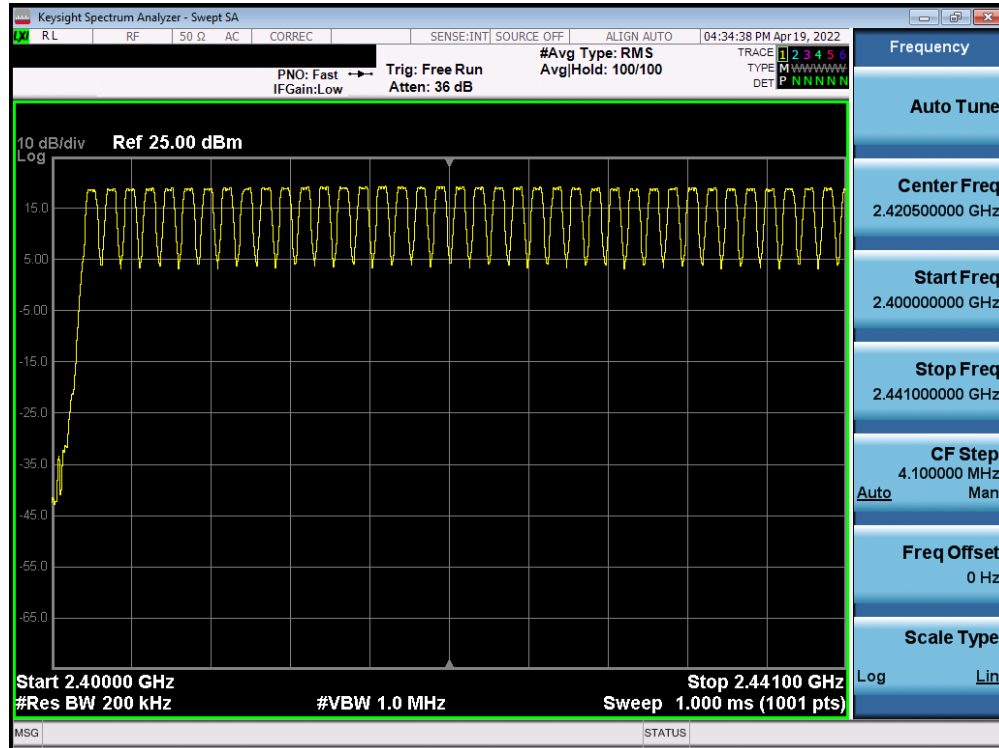 Keysight Spectrum Analyzer - Swept SA
LXI RL RF 50 Ω AC CORREC SENSE:INT SOURCE OFF ALIGN AUTO 04:34:38 PM Apr 19, 2022
#Avg Type: RMS TRACE 1 2 3 4 5 6
PNO: Fast Trig: Free Run Avg|Hold: 100/100 TYPE M WWWWW
IFGain:Low Atten: 36 dB DET P N N N N N
10 dB/div Ref 25.00 dBm
Log
15.0
5.00
-5.00
-15.0
-25.0
-35.0
-45.0
-55.0
-65.0
Start 2.40000 GHz Stop 2.44100 GHz
#Res BW 200 kHz #VBW 1.0 MHz Sweep 1.000 ms (1001 pts)
MSG STATUS
Frequency
Auto Tune
Center Freq
2.420500000 GHz
Start Freq
2.400000000 GHz
Stop Freq
2.441000000 GHz
CF Step
4.100000 MHz
Auto Man
Freq Offset
0 Hz
Scale Type
Log Lin